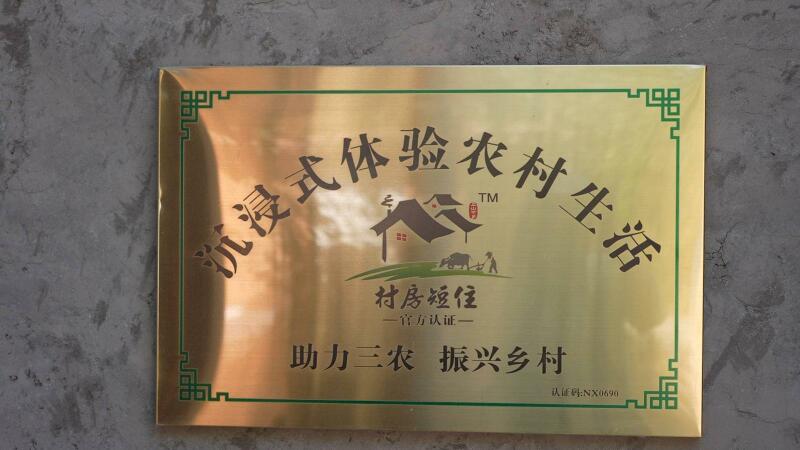 沉浸式体验农村生活
TM
村房短住
—官方认证—
助力三农 振兴乡村
认证码:NX0690